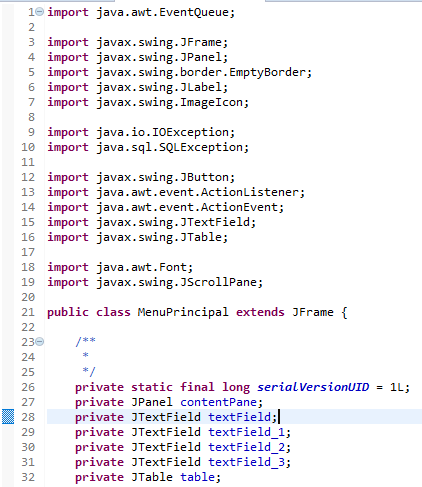 1 import java.awt.EventQueue;
2
3 import javax.swing.JFrame;
4 import javax.swing.JPanel;
5 import javax.swing.border.EmptyBorder;
6 import javax.swing.JLabel;
7 import javax.swing.ImageIcon;
8
9 import java.io.IOException;
10 import java.sql.SQLException;
11
12 import javax.swing.JButton;
13 import java.awt.event.ActionListener;
14 import java.awt.event.ActionEvent;
15 import javax.swing.JTextField;
16 import javax.swing.JTable;
17
18 import java.awt.Font;
19 import javax.swing.JScrollPane;
20
21 public class MenuPrincipal extends JFrame {
22
23 /**
24 *
25 */
26 private static final long serialVersionUID = 1L;
27 private JPanel contentPane;
28 private JTextField textField;
29 private JTextField textField_1;
30 private JTextField textField_2;
31 private JTextField textField_3;
32 private JTable table;